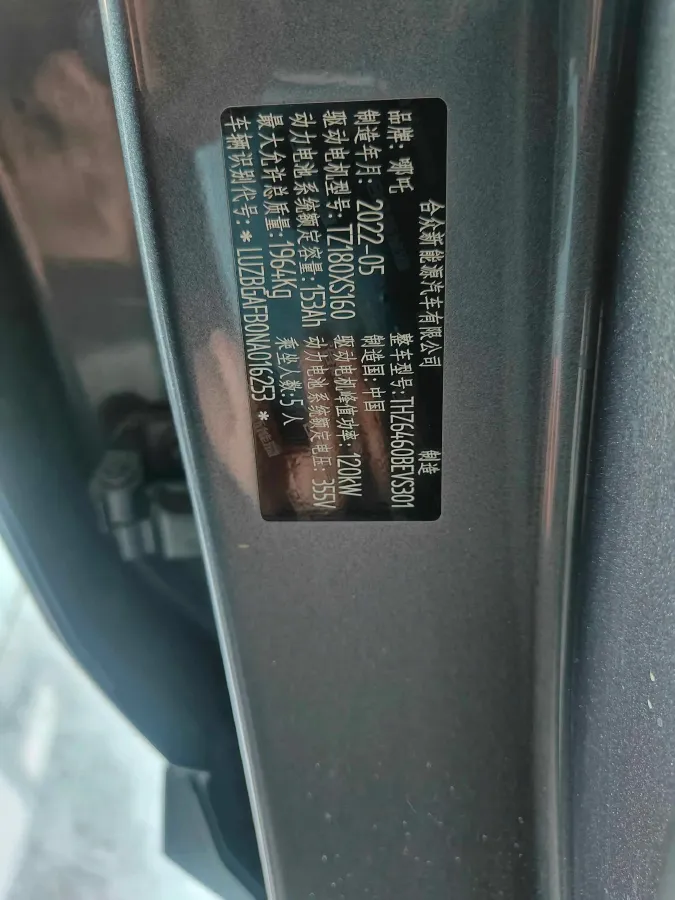 合众新能源汽车有限公司 制造
品牌：哪吒 整车型号：THZ6460BEVS301
制造年月：2022-05 制造国：中国
驱动电机型号：TZ180XS160 驱动电机峰值功率：120kW
动力电池系统额定容量：153Ah 动力电池系统额定电压：355V
最大允许总质量：1964Kg 乘坐人数：5人
车辆识别代号：*LUZBGAFB0NA016253*